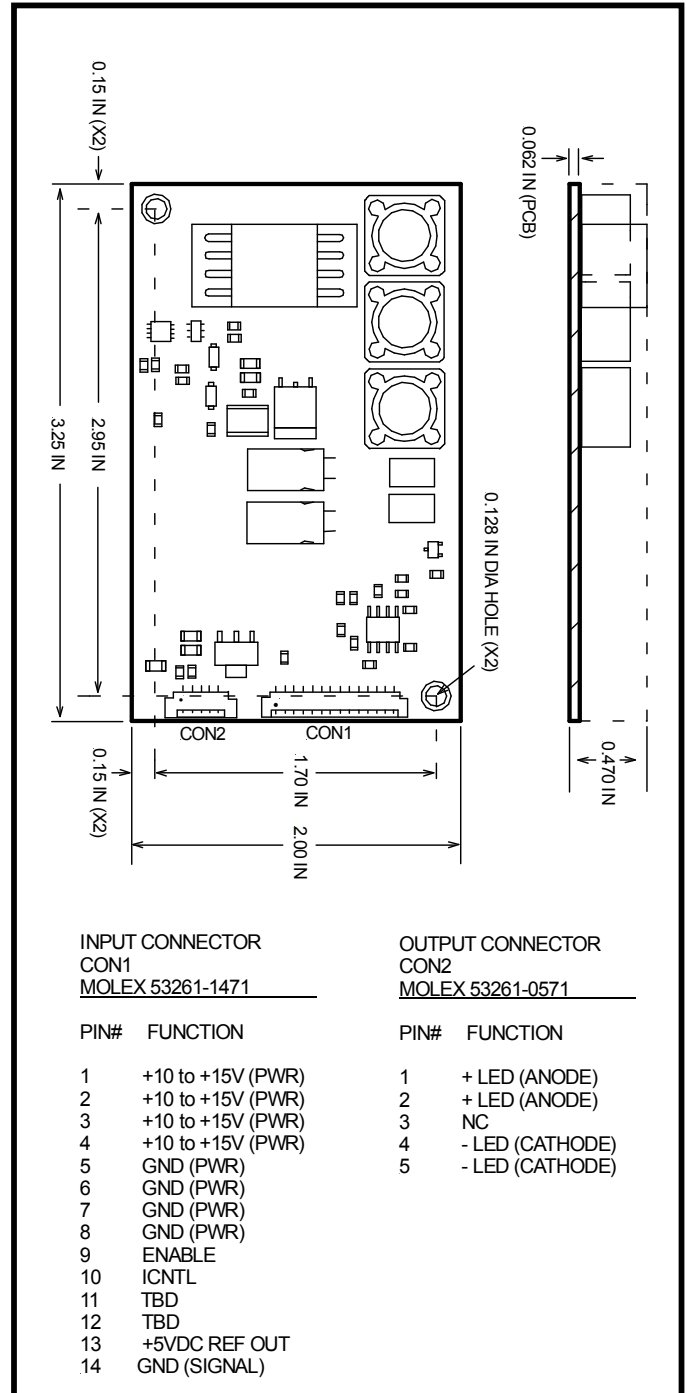 0.15 IN (X2)
0.062 IN (PCB)
3.25 IN
2.95 IN
0.128 IN DIA HOLE (X2)
CON2
CON1
0.15 IN (X2)
1.70 IN
2.00 IN
0.470 IN
INPUT CONNECTOR
CON1
MOLEX 53261-1471
PIN# FUNCTION
1 +10 to +15V (PWR)
2 +10 to +15V (PWR)
3 +10 to +15V (PWR)
4 +10 to +15V (PWR)
5 GND (PWR)
6 GND (PWR)
7 GND (PWR)
8 GND (PWR)
9 ENABLE
10 ICNTL
11 TBD
12 TBD
13 +5VDC REF OUT
14 GND (SIGNAL)
OUTPUT CONNECTOR
CON2
MOLEX 53261-0571
PIN# FUNCTION
1 + LED (ANODE)
2 + LED (ANODE)
3 NC
4 - LED (CATHODE)
5 - LED (CATHODE)